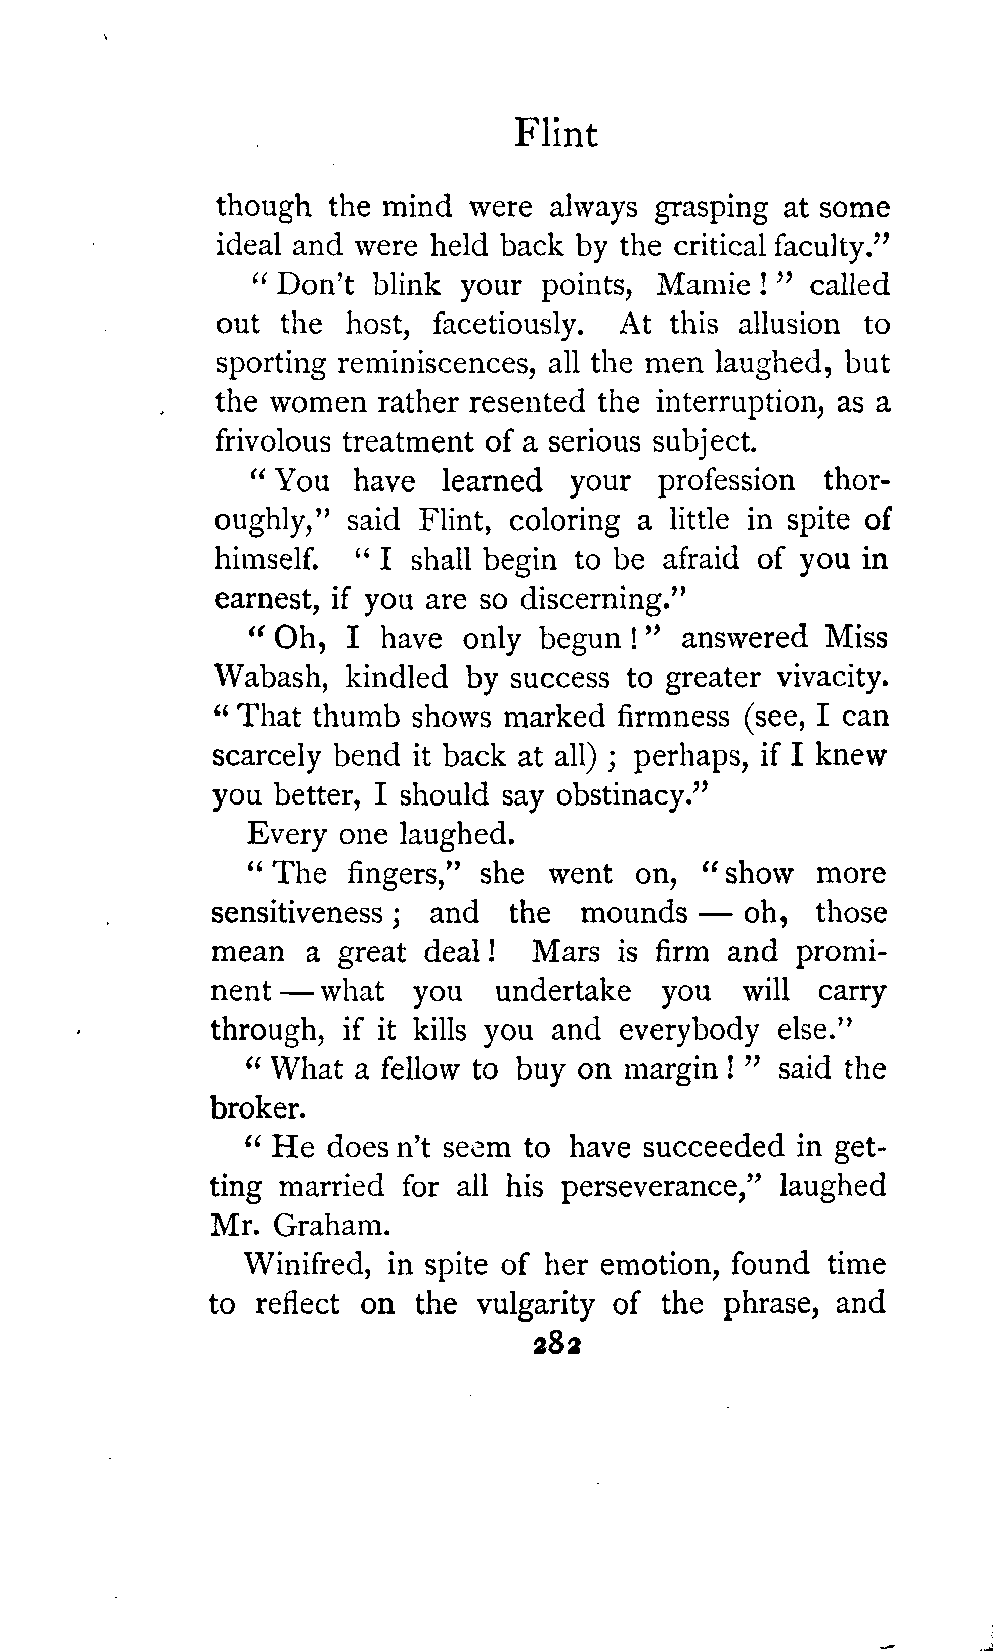 Flint
though the mind were always grasping at some
ideal and were held back by the critical faculty."
"Don't blink your points, Mamie!" called
out the host, facetiously. At this allusion to
sporting reminiscences, all the men laughed, but
the women rather resented the interruption, as a
frivolous treatment of a serious subject.
"You have learned your profession thor-
oughly," said Flint, coloring a little in spite of
himself. "I shall begin to be afraid of you in
earnest, if you are so discerning."
"Oh, I have only begun!" answered Miss
Wabash, kindled by success to greater vivacity.
"That thumb shows marked firmness (see, I can
scarcely bend it back at all); perhaps, if I knew
you better, I should say obstinacy."
Every one laughed.
"The fingers," she went on, "show more
sensitiveness; and the mounds — oh, those
mean a great deal! Mars is firm and promi-
nent — what you undertake you will carry
through, if it kills you and everybody else."
"What a fellow to buy on margin!" said the
broker.
"He does n't seem to have succeeded in get-
ting married for all his perseverance," laughed
Mr. Graham.
Winifred, in spite of her emotion, found time
to reflect on the vulgarity of the phrase, and
282